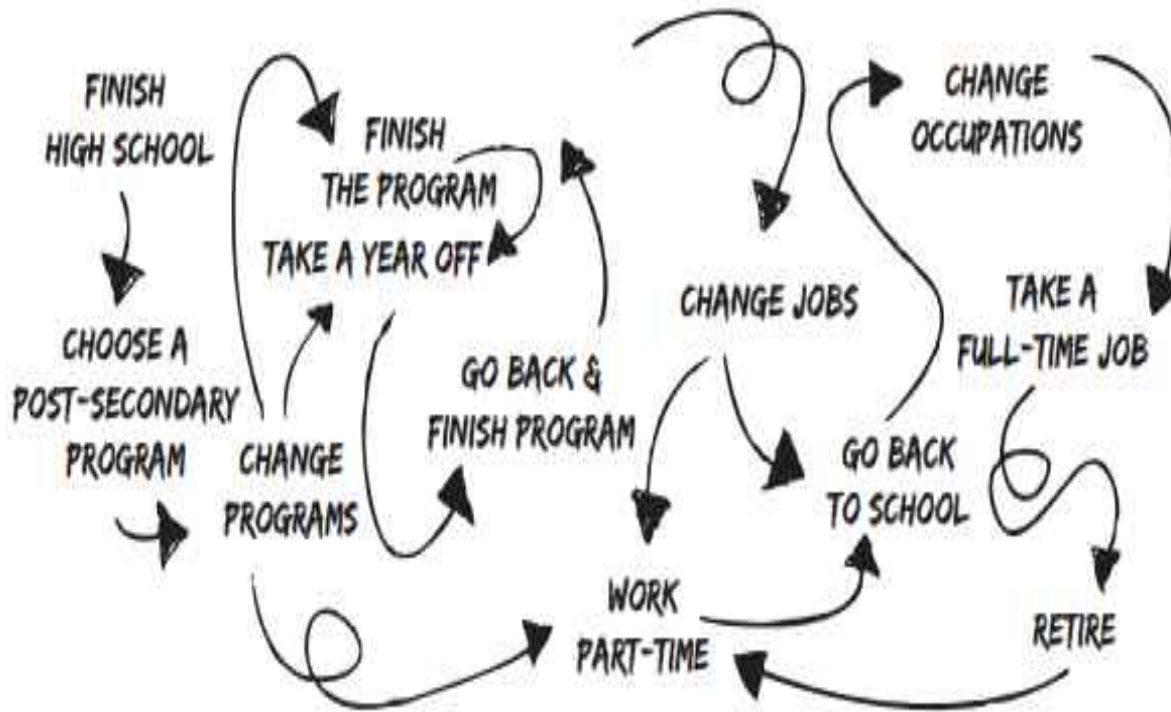 FINISH
HIGH SCHOOL
CHOOSE A
POST-SECONDARY
PROGRAM
CHANGE
PROGRAMS
FINISH
THE PROGRAM
TAKE A YEAR OFF
GO BACK &
FINISH PROGRAM
CHANGE JOBS
WORK
PART-TIME
GO BACK
TO SCHOOL
CHANGE
OCCUPATIONS
TAKE A
FULL-TIME JOB
RETIRE